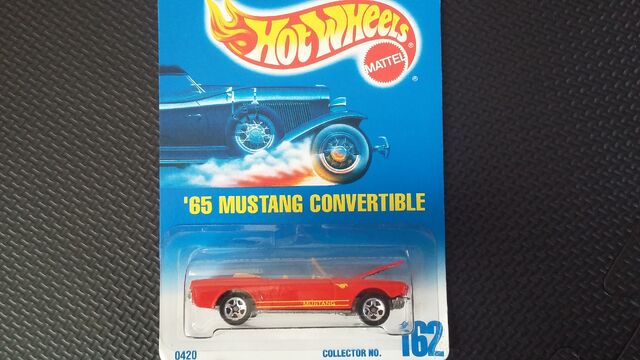 Hot Wheels®
MATTEL
®
'65 MUSTANG CONVERTIBLE
MUSTANG
0420
COLLECTOR NO.
162